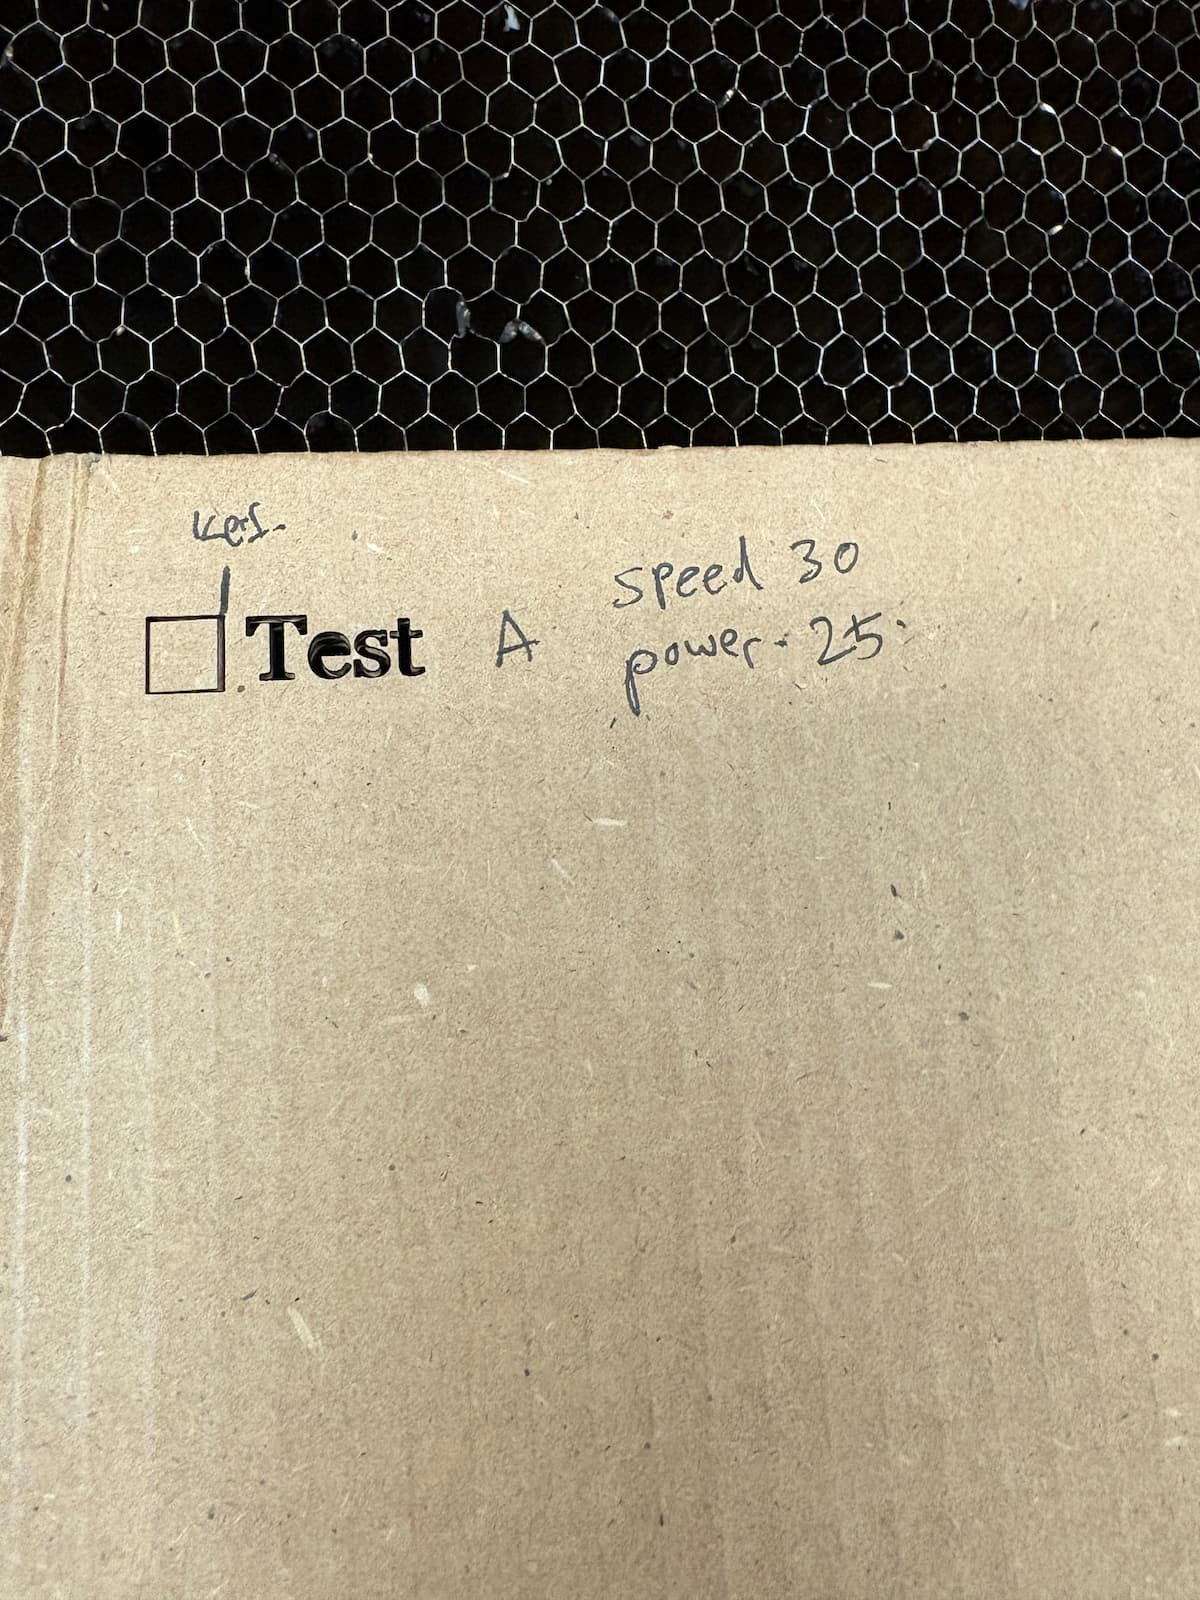 speed 30
Test A power. 25.